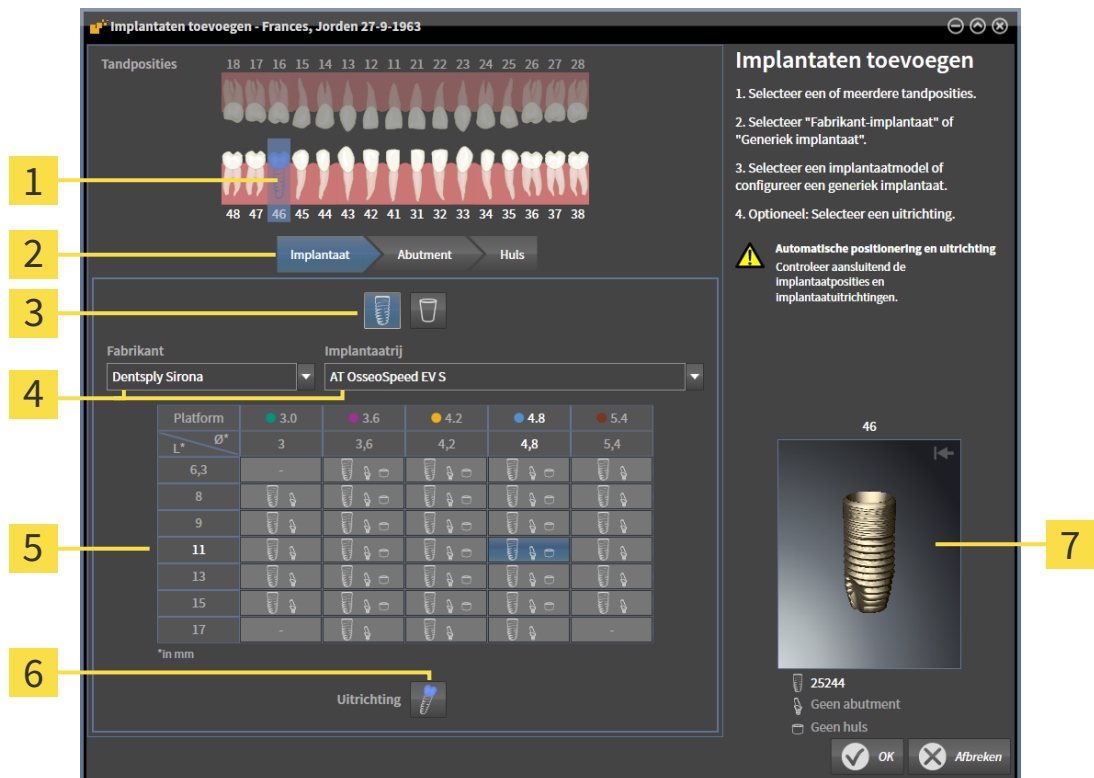 Implantaten toevoegen - Frances, Jorden 27-9-1963
Tandposities
18 17 16 15 14 13 12 11 21 22 23 24 25 26 27 28
48 47 46 45 44 43 42 41 31 32 33 34 35 36 37 38
1
2
Implantaat Abutment Huls
3
Fabrikant Implantaatrij
Dentsply Sirona AT OsseoSpeed EV S
4
Platform 3.0 3.6 4.2 4.8 5.4
L* Ø* 3 3,6 4,2 4,8 5,4
6,3 -
8
9
5
11
13
15
17 - -
*in mm
6
Uitrichting
Implantaten toevoegen
1. Selecteer een of meerdere tandposities.
2. Selecteer "Fabrikant-implantaat" of
"Generiek implantaat".
3. Selecteer een implantaatmodel of
configureer een generiek implantaat.
4. Optioneel: Selecteer een uitrichting.
Automatische positionering en uitrichting
Controleer aansluitend de
implantaatposities en
implantaatuitrichtingen.
46
7
25244
Geen abutment
Geen huls
OK Afbreken